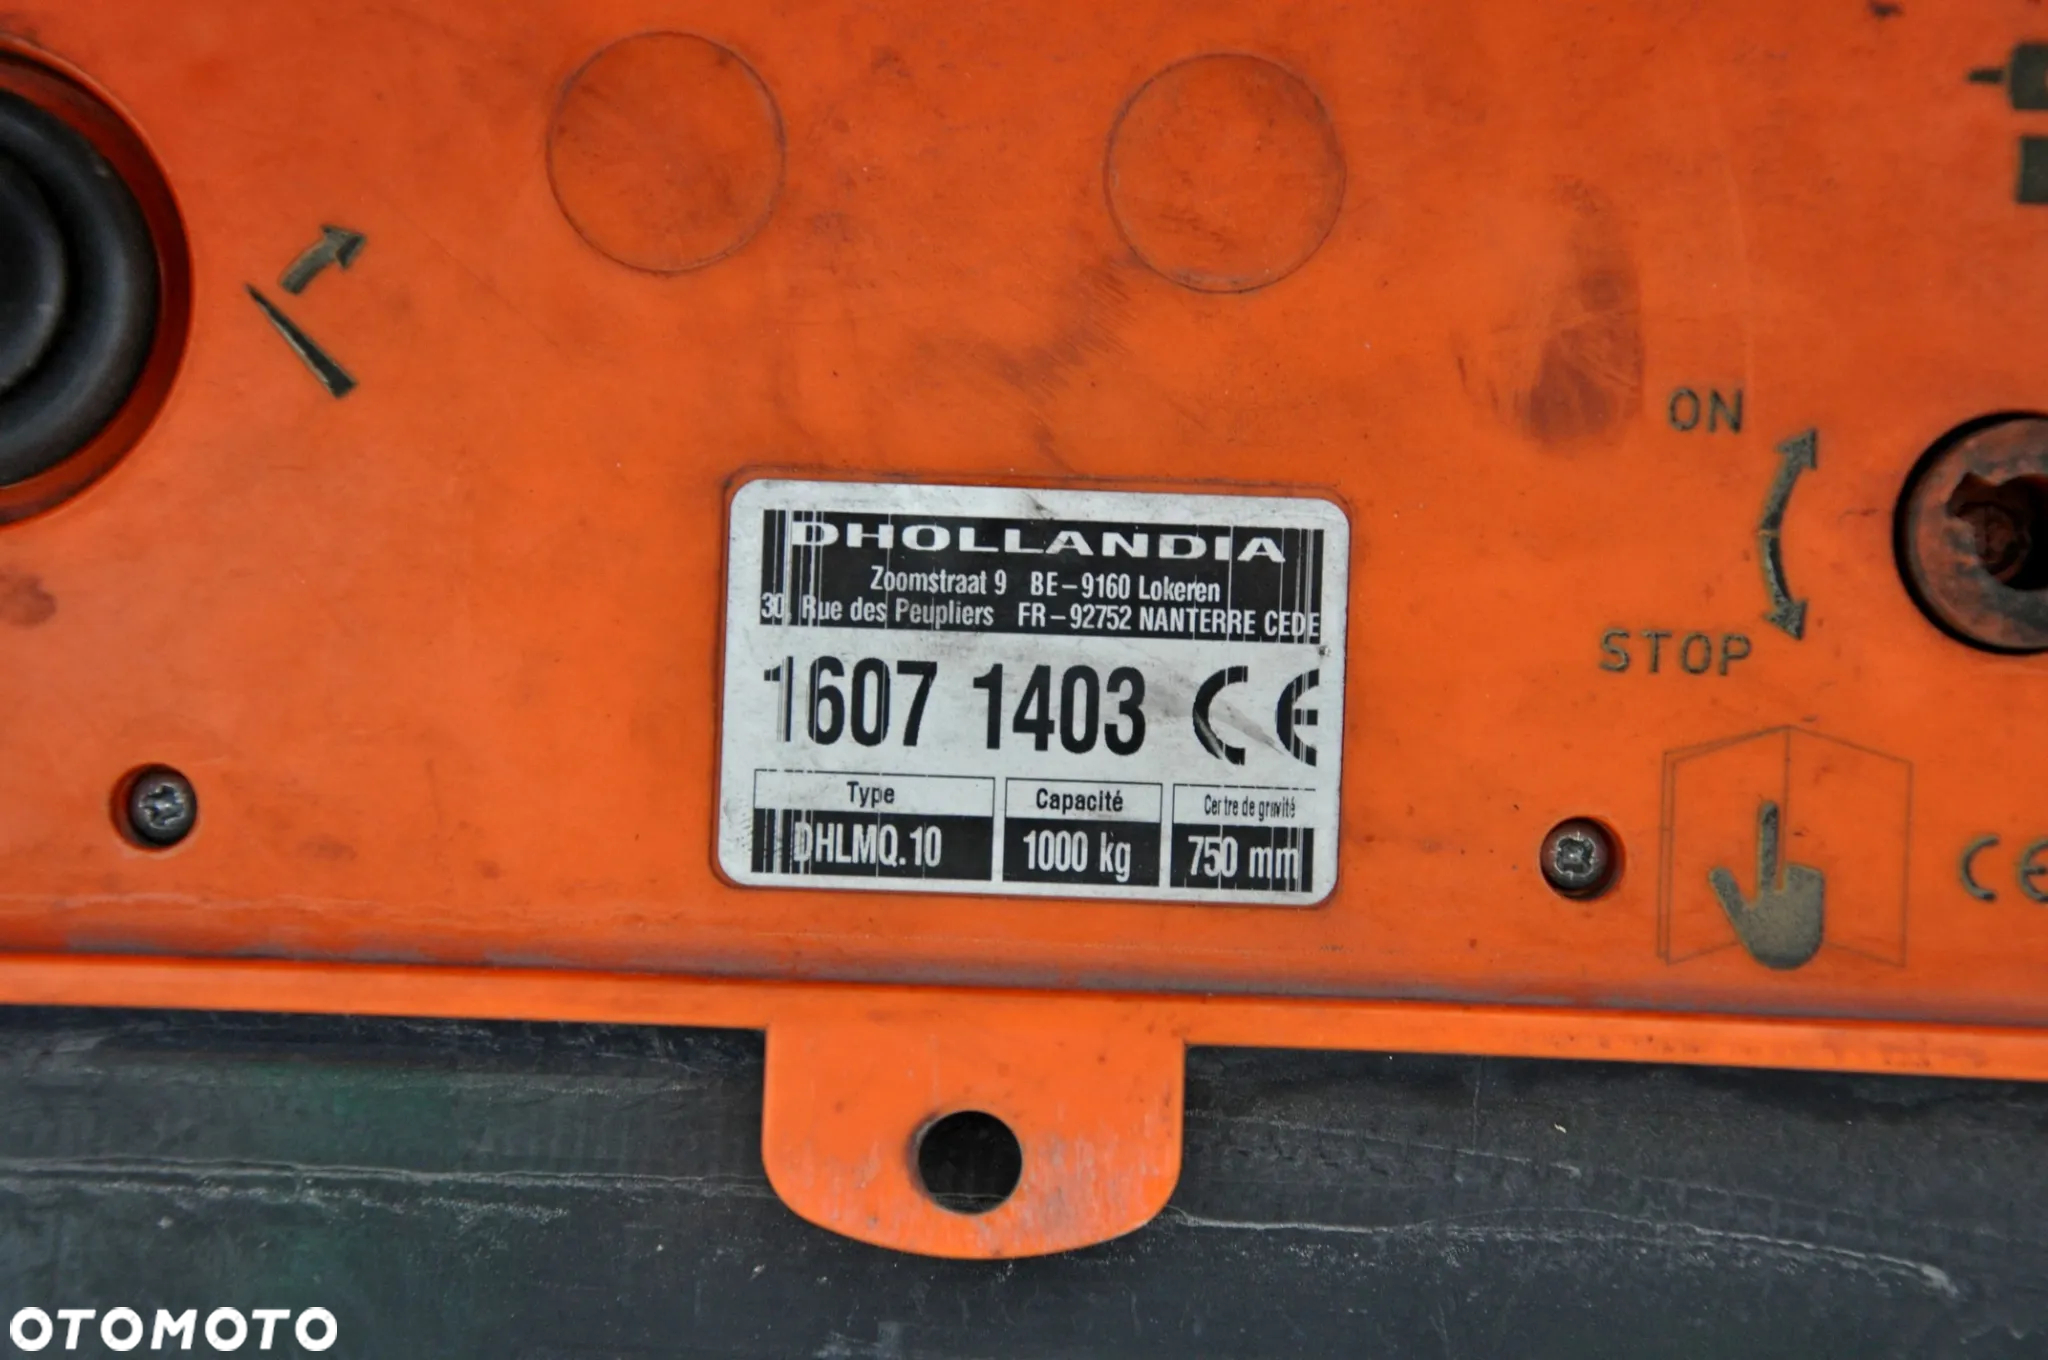 ON
STOP
DHOLLANDIA
Zoomstraat 9 BE-9160 Lokeren
30, Rue des Peupliers FR-92752 NANTERRE CEDE
1607 1403 CE
Type Capacité Centre de gravité
DHLMQ.10 1000 kg 750 mm
CE
OTOMOTO